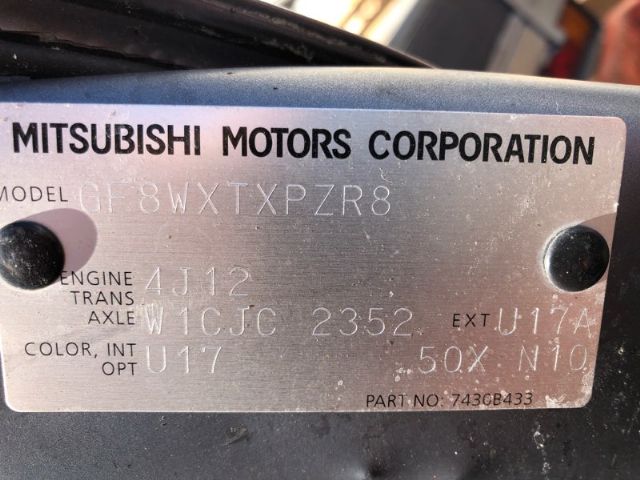 MITSUBISHI MOTORS CORPORATION
MODEL GF8WXTXPZR8
ENGINE 4J12
TRANS AXLE W1CJC 2352 EXT U17A
COLOR, INT OPT U17 50X N10
PART NO: 7430B433